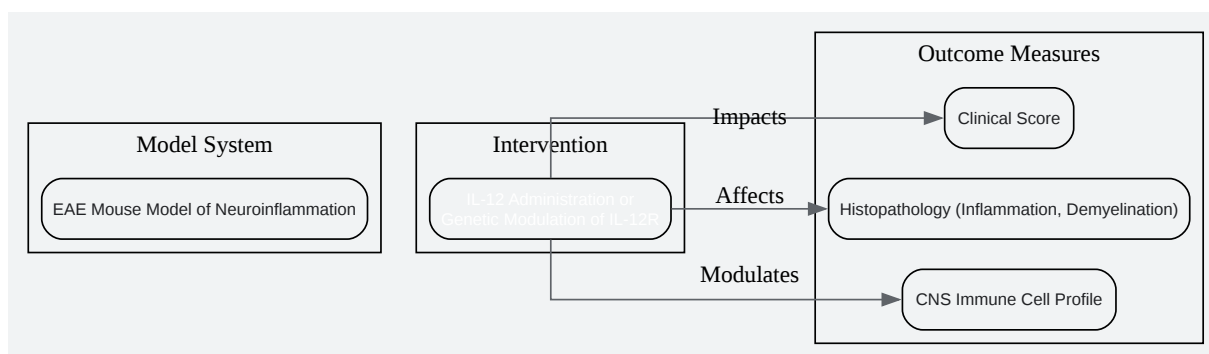 Model System
EAE Mouse Model of Neuroinflammation
Intervention
IL-12 Administration or
Genetic Modulation of IL-12R
Impacts
Affects
Modulates
Outcome Measures
Clinical Score
Histopathology (Inflammation, Demyelination)
CNS Immune Cell Profile